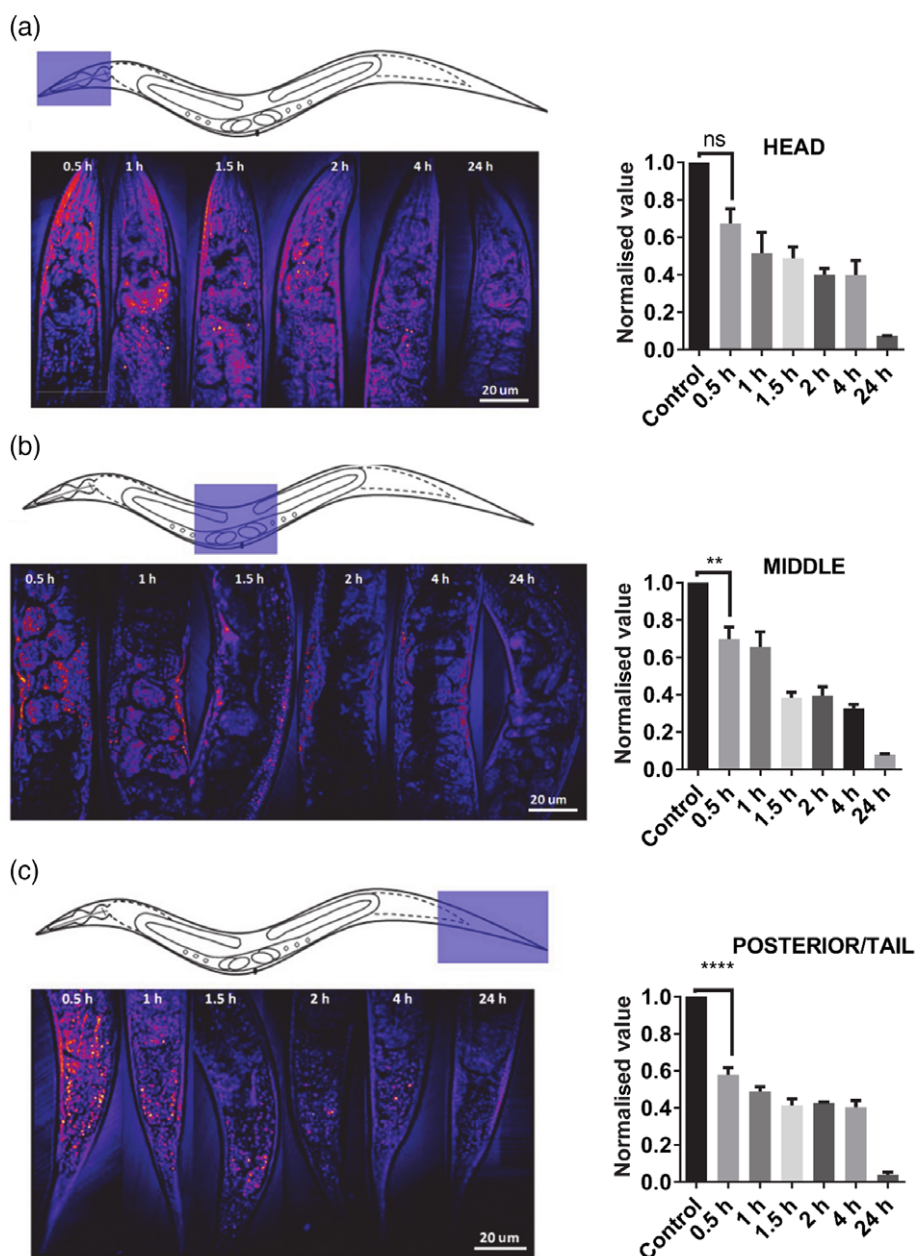 (a)
0.5 h 1 h 1.5 h 2 h 4 h 24 h
20 um
HEAD
ns
Normalised value
1.0
0.8
0.6
0.4
0.2
0.0
Control 0.5 h 1 h 1.5 h 2 h 4 h 24 h
(b)
0.5 h 1 h 1.5 h 2 h 4 h 24 h
20 um
MIDDLE
**
Normalised value
1.0
0.8
0.6
0.4
0.2
0.0
Control 0.5 h 1 h 1.5 h 2 h 4 h 24 h
(c)
0.5 h 1 h 1.5 h 2 h 4 h 24 h
20 um
POSTERIOR/TAIL
****
Normalised value
1.0
0.8
0.6
0.4
0.2
0.0
Control 0.5 h 1 h 1.5 h 2 h 4 h 24 h